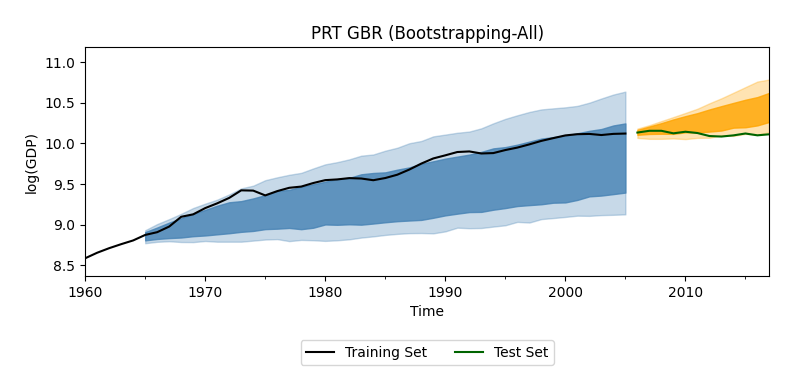 PRT GBR (Bootstrapping-All)
11.0
10.5
10.0
9.5
9.0
8.5
log(GDP)
1960 1970 1980 1990 2000 2010
Time
Training Set Test Set